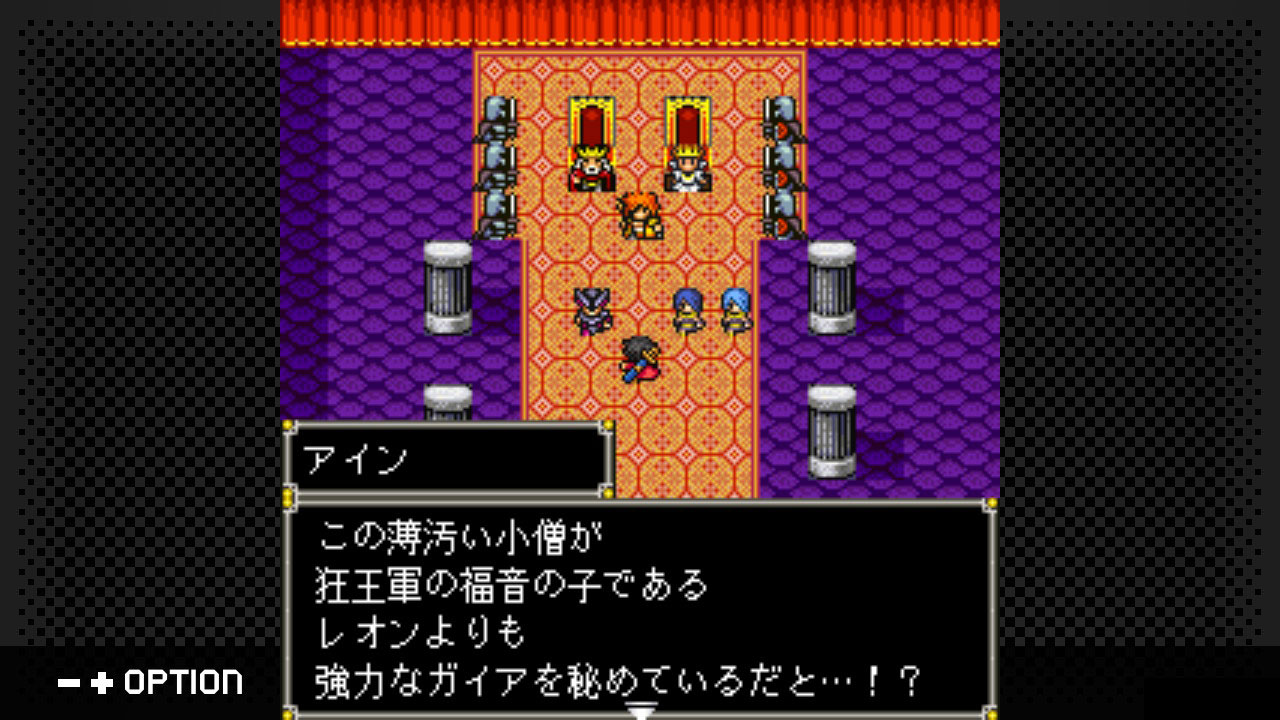 アイン
この薄汚い小僧が
狂王軍の福音の子である
レオンよりも
強力なガイアを秘めているだと…！？
－＋ OPTION